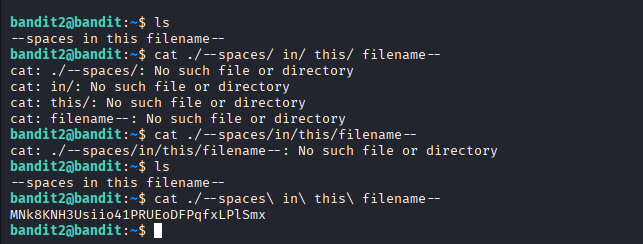 bandit2@bandit:~$ ls
--spaces in this filename--
bandit2@bandit:~$ cat ./--spaces/ in/ this/ filename--
cat: ./--spaces/: No such file or directory
cat: in/: No such file or directory
cat: this/: No such file or directory
cat: filename--: No such file or directory
bandit2@bandit:~$ cat ./--spaces/in/this/filename--
cat: ./--spaces/in/this/filename--: No such file or directory
bandit2@bandit:~$ ls
--spaces in this filename--
bandit2@bandit:~$ cat ./--spaces\ in\ this\ filename--
MNk8KNH3Usiio41PRUEoDFPqfxLPlSmx
bandit2@bandit:~$